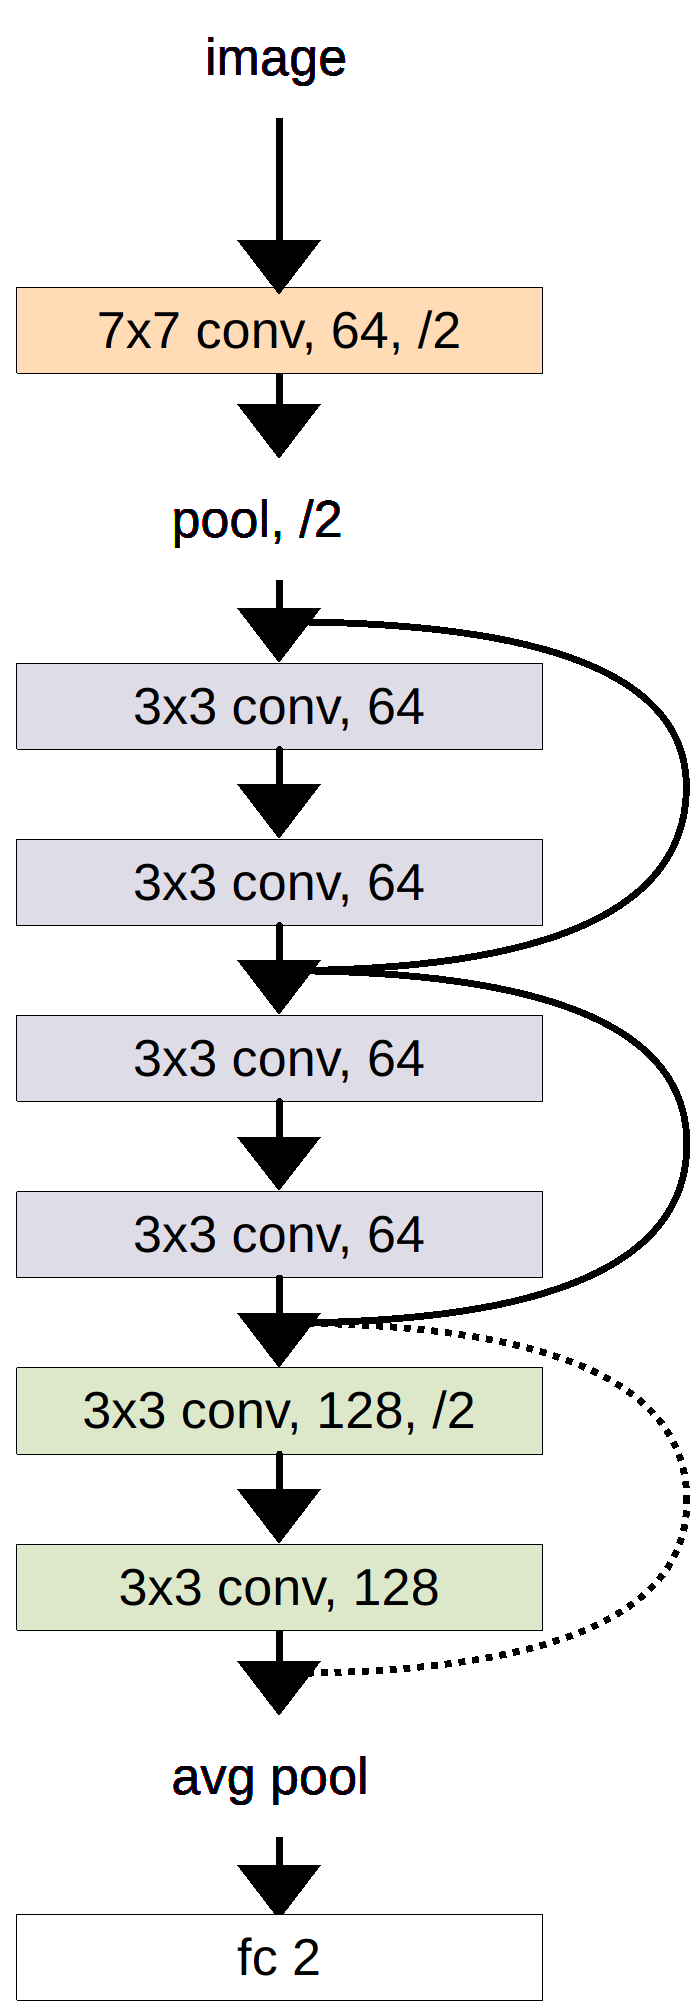 image
7x7 conv, 64, /2
pool, /2
3x3 conv, 64
3x3 conv, 64
3x3 conv, 64
3x3 conv, 64
3x3 conv, 128, /2
3x3 conv, 128
avg pool
fc 2